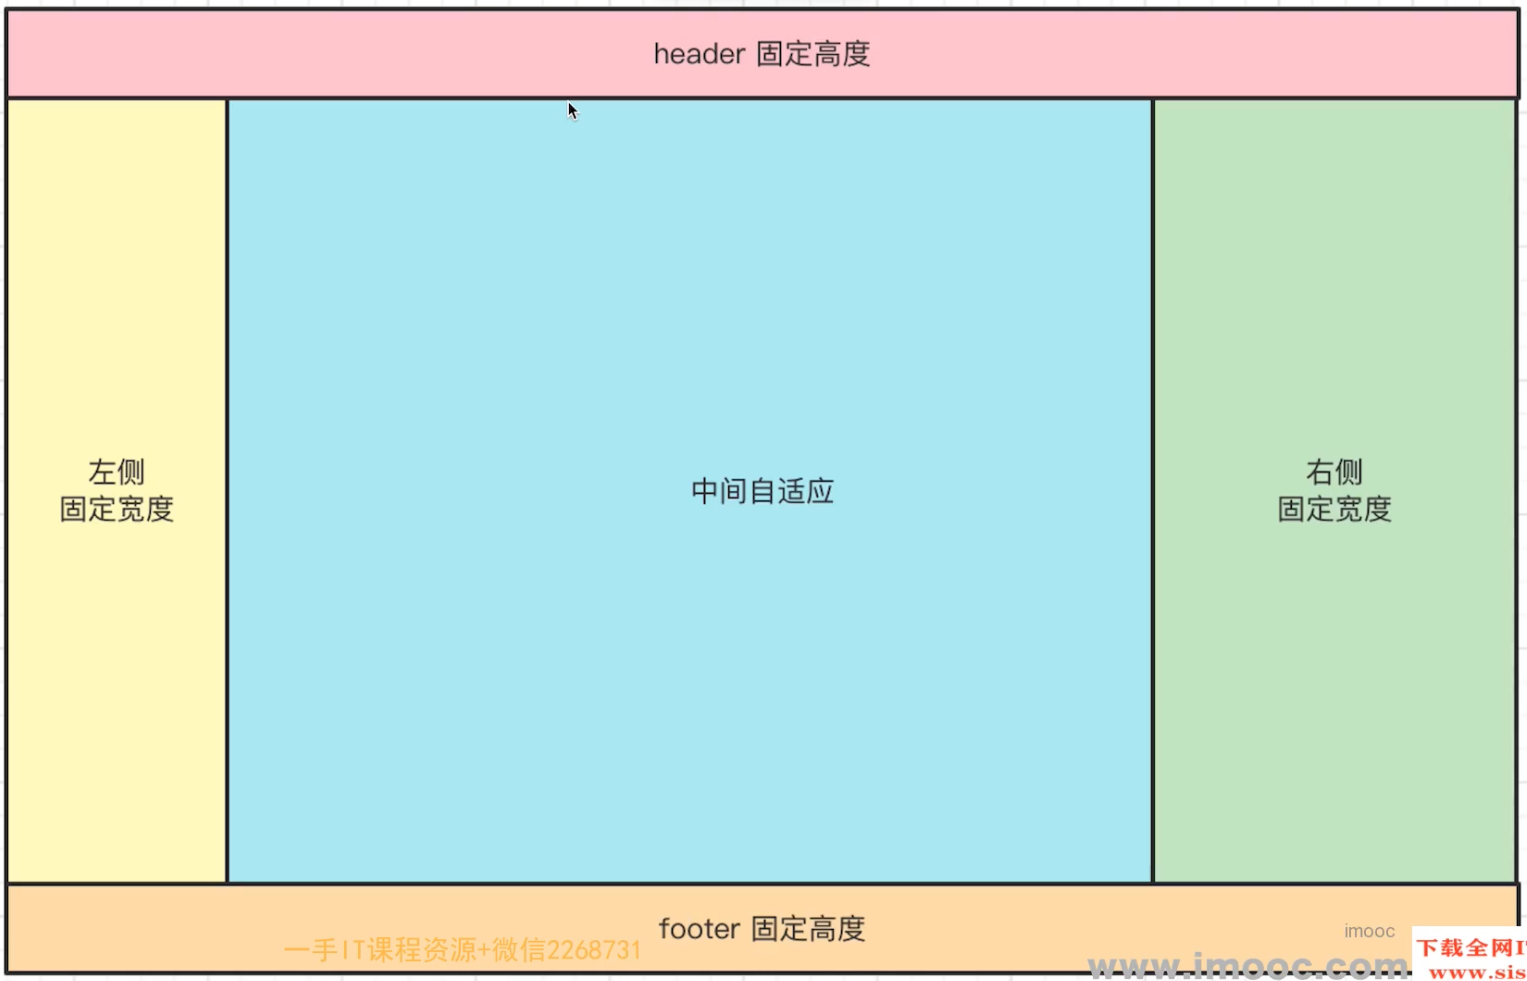 header 固定高度
左侧
固定宽度
中间自适应
右侧
固定宽度
footer 固定高度
一手IT课程资源+微信2268731
imooc
www.imooc.com
下载全网I
www.sis